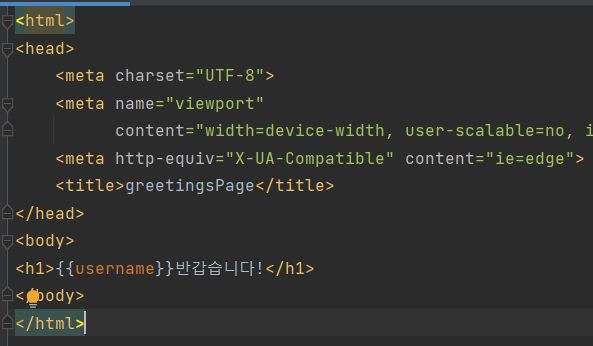 <html>
<head>
<meta charset="UTF-8">
<meta name="viewport"
content="width=device-width, user-scalable=no, i
<meta http-equiv="X-UA-Compatible" content="ie=edge">
<title>greetingsPage</title>
</head>
<body>
<h1>{{username}}반갑습니다!</h1>
</body>
</html>